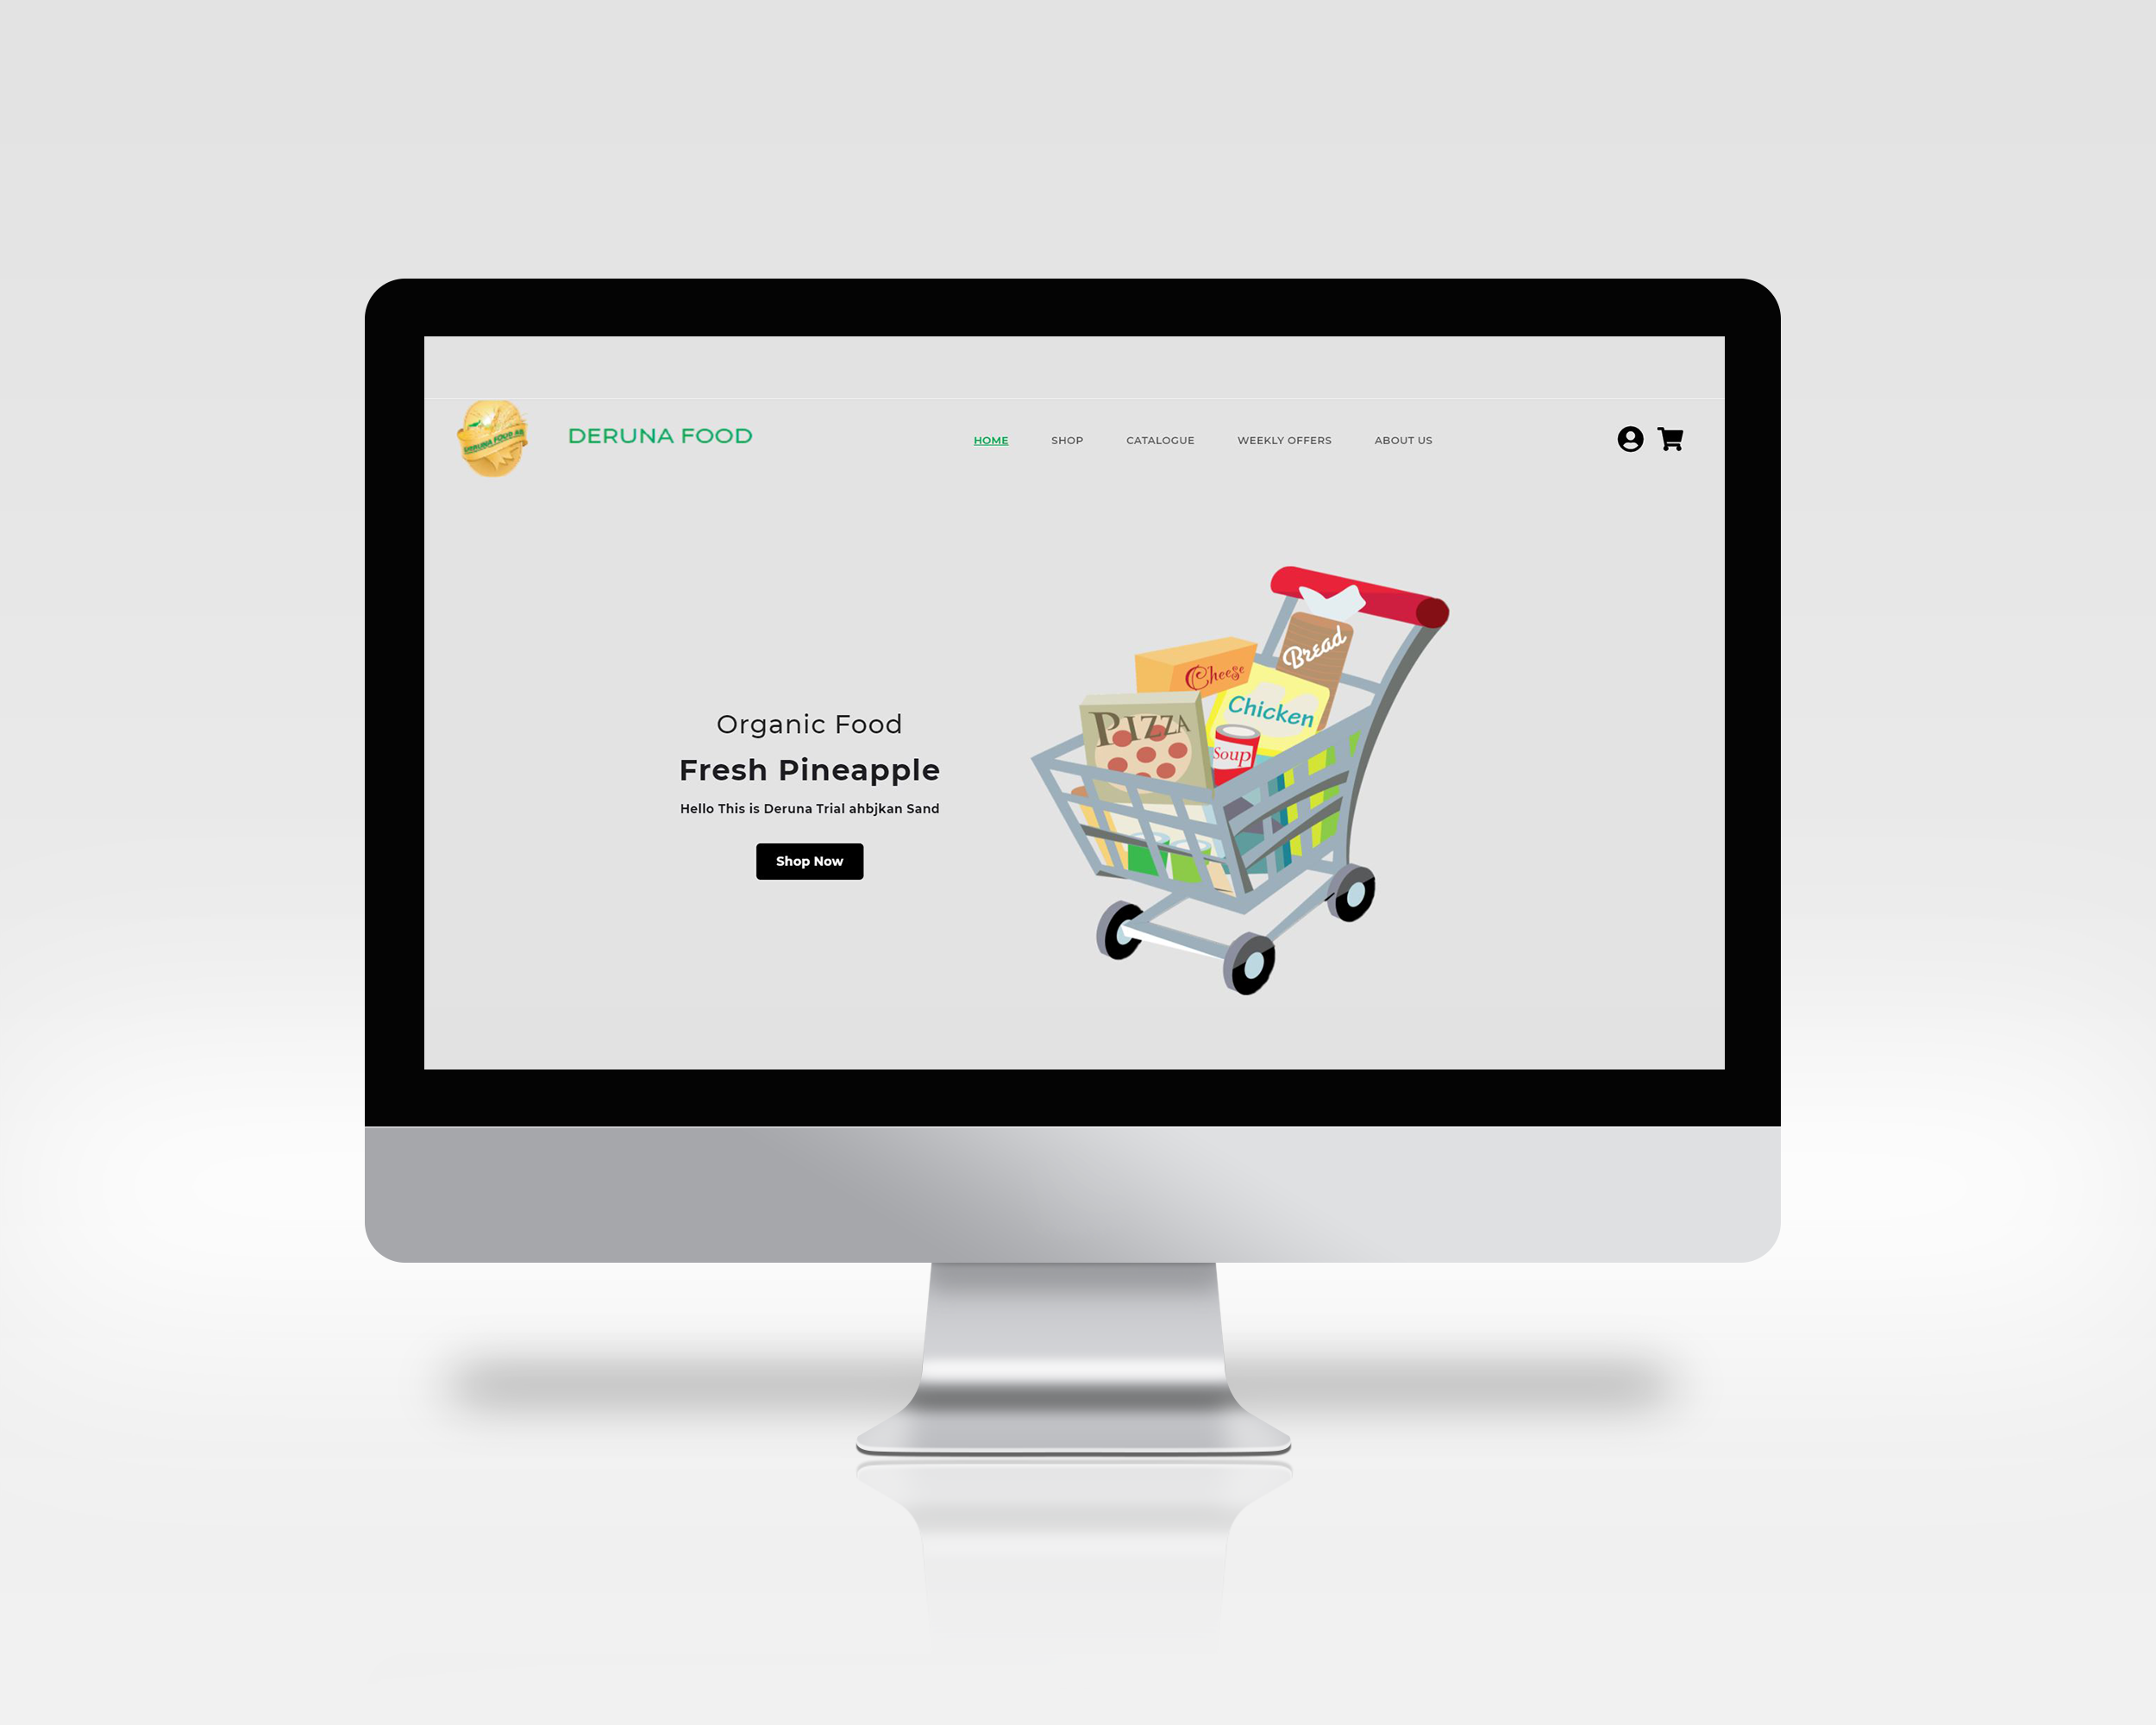 DERUNA FOOD AB
DERUNA FOOD
HOME SHOP CATALOGUE WEEKLY OFFERS ABOUT US
Organic Food
Fresh Pineapple
Hello This is Deruna Trial ahbjkan Sand
Shop Now
Bread
Cheese
Chicken
PIZZA
Soup